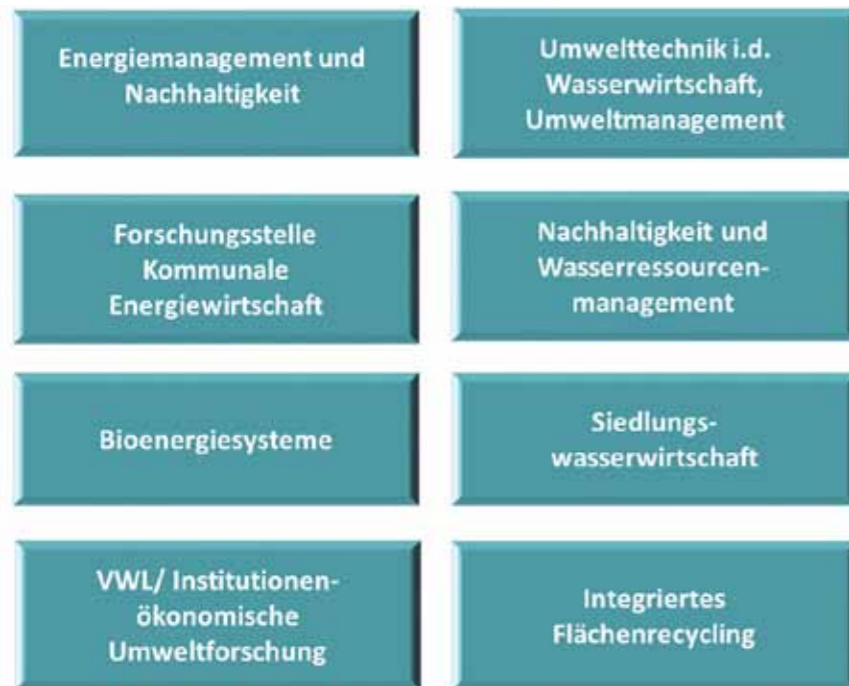 Energiemanagement und
Nachhaltigkeit
Umwelttechnik i.d.
Wasserwirtschaft,
Umweltmanagement
Forschungsstelle
Kommunale
Energiewirtschaft
Nachhaltigkeit und
Wasserressourcen-
management
Bioenergiesysteme
Siedlungs-
wasserwirtschaft
VWL/ Institutionen-
ökonomische
Umweltforschung
Integriertes
Flächenrecycling